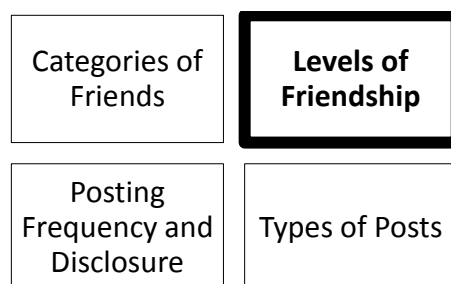 Categories of
Friends
Levels of
Friendship
Posting
Frequency and
Disclosure
Types of Posts